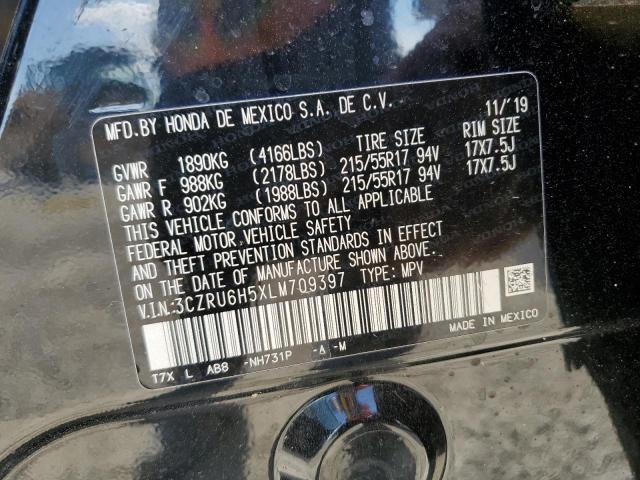 MFD. BY HONDA DE MEXICO S.A. DE C.V. 11/'19
GVWR 1890KG (4166LBS) TIRE SIZE RIM SIZE
GAWR F 988KG (2178LBS) 215/55R17 94V 17X7.5J
GAWR R 902KG (1988LBS) 215/55R17 94V 17X7.5J
THIS VEHICLE CONFORMS TO ALL APPLICABLE
FEDERAL MOTOR VEHICLE SAFETY
AND THEFT PREVENTION STANDARDS IN EFFECT
ON THE DATE OF MANUFACTURE SHOWN ABOVE.
V.I.N.:3CZRU6H5XLM709397 TYPE: MPV
MADE IN MEXICO
T7X L AB8 -NH731P -A -M